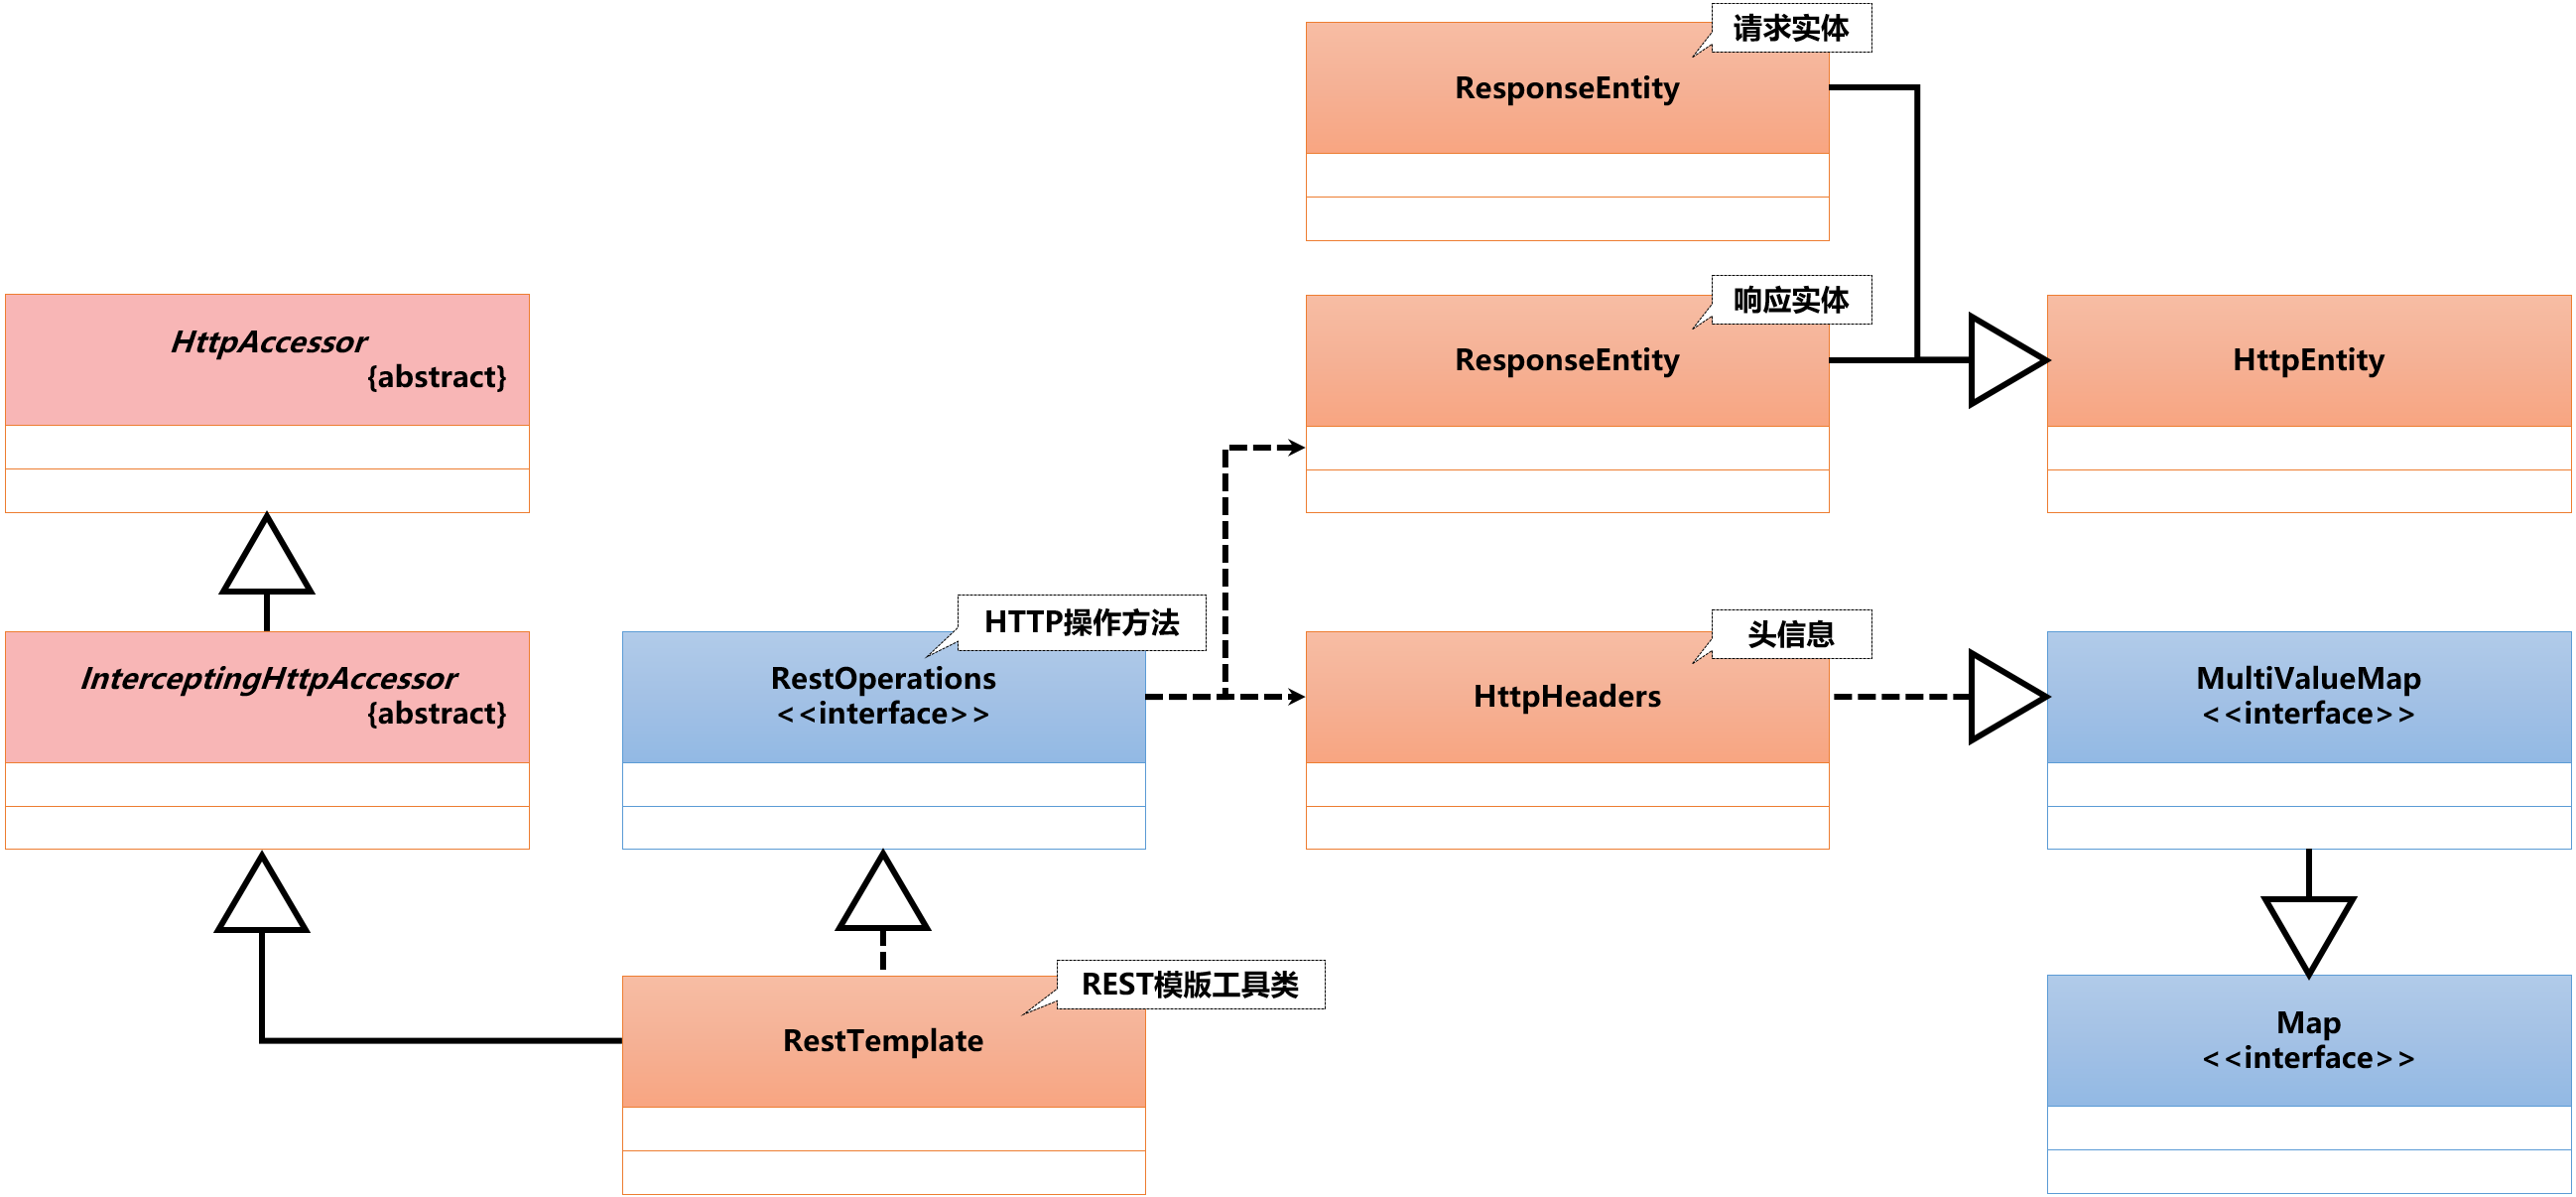 请求实体
ResponseEntity
响应实体
HttpAccessor
{abstract}
ResponseEntity
HttpEntity
HTTP操作方法
头信息
InterceptingHttpAccessor
{abstract}
RestOperations
<<interface>>
HttpHeaders
MultiValueMap
<<interface>>
REST模版工具类
RestTemplate
Map
<<interface>>